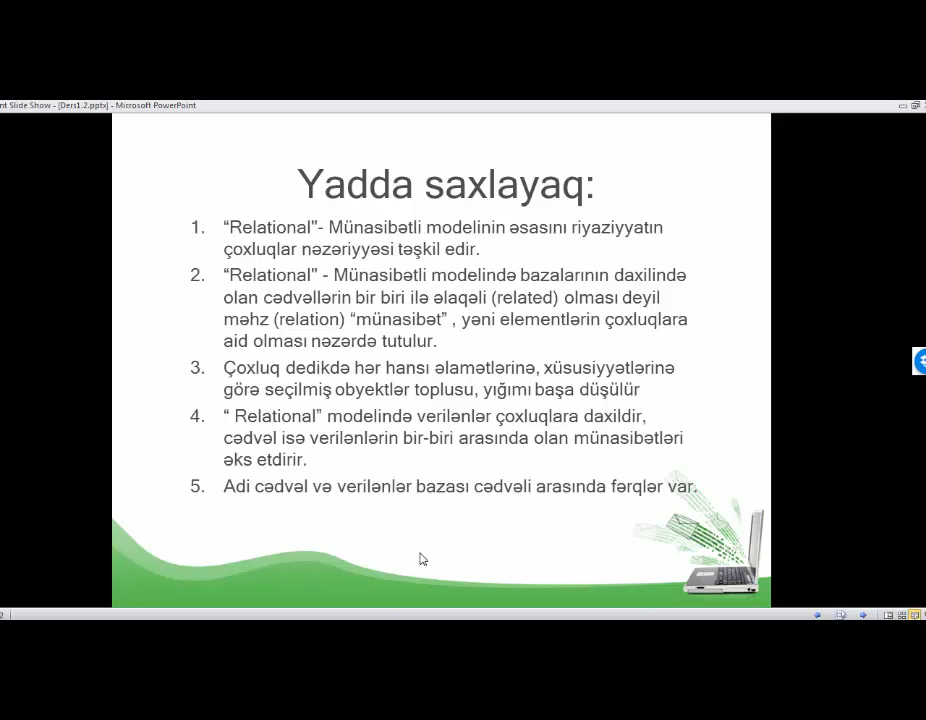 nt Slide Show - [Ders1.2.pptx] - Microsoft PowerPoint
Yadda saxlayaq:
1. “Relational"- Münasibətli modelinin əsasını riyaziyyatın
çoxluqlar nəzəriyyəsi təşkil edir.
2. “Relational" - Münasibətli modelində bazalarının daxilində
olan cədvəllərin bir biri ilə əlaqəli (related) olması deyil
məhz (relation) “münasibət” , yəni elementlərin çoxluqlara
aid olması nəzərdə tutulur.
3. Çoxluq dedikdə hər hansı əlamətlərinə, xüsusiyyətlərinə
görə seçilmiş obyektlər toplusu, yığımı başa düşülür
4. “ Relational” modelində verilənlər çoxluqlara daxildir,
cədvəl isə verilənlərin bir-biri arasında olan münasibətləri
əks etdirir.
5. Adi cədvəl və verilənlər bazası cədvəli arasında fərqlər var.
2